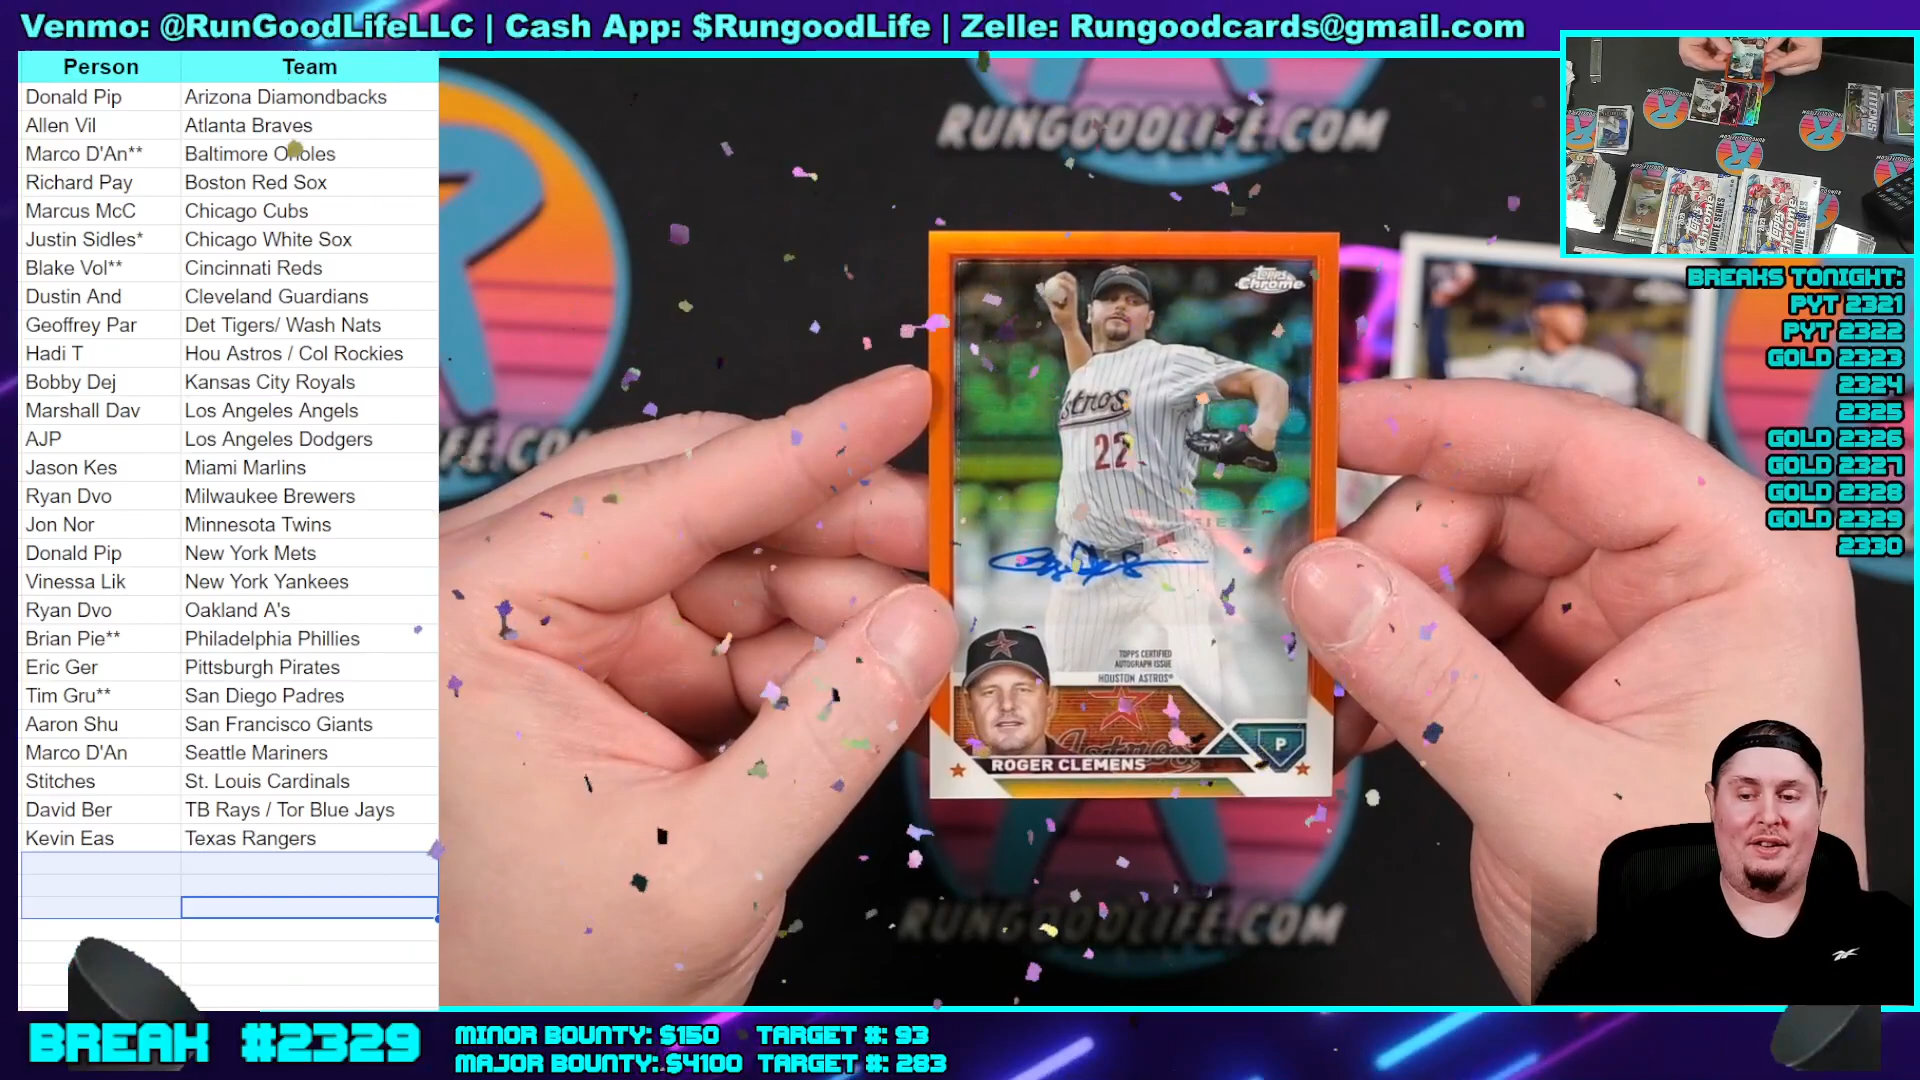 Venmo: @RunGoodLifeLLC | Cash App: $RungoodLife | Zelle: Rungoodcards@gmail.com
Person Team
Donald Pip Arizona Diamondbacks
Allen Vil Atlanta Braves
Marco D'An** Baltimore Orioles
Richard Pay Boston Red Sox
Marcus McC Chicago Cubs
Justin Sidles* Chicago White Sox
Blake Vol** Cincinnati Reds
Dustin And Cleveland Guardians
Geoffrey Par Det Tigers/ Wash Nats
Hadi T Hou Astros / Col Rockies
Bobby Dej Kansas City Royals
Marshall Dav Los Angeles Angels
AJP Los Angeles Dodgers
Jason Kes Miami Marlins
Ryan Dvo Milwaukee Brewers
Jon Nor Minnesota Twins
Donald Pip New York Mets
Vinessa Lik New York Yankees
Ryan Dvo Oakland A's
Brian Pie** Philadelphia Phillies
Eric Ger Pittsburgh Pirates
Tim Gru** San Diego Padres
Aaron Shu San Francisco Giants
Marco D'An Seattle Mariners
Stitches St. Louis Cardinals
David Ber TB Rays / Tor Blue Jays
Kevin Eas Texas Rangers
RUNGOODLIFE.COM
Topps
Chrome
Astros
22
TOPPS CERTIFIED
AUTOGRAPH ISSUE
HOUSTON ASTROS
Astros
P
ROGER CLEMENS
RUNGOODLIFE.COM
BREAKS TONIGHT:
PYT 2321
PYT 2322
GOLD 2323
2324
2325
GOLD 2326
GOLD 2327
GOLD 2328
GOLD 2329
2330
BREAK #2329
MINOR BOUNTY: $150 TARGET #: 93
MAJOR BOUNTY: $4100 TARGET #: 283